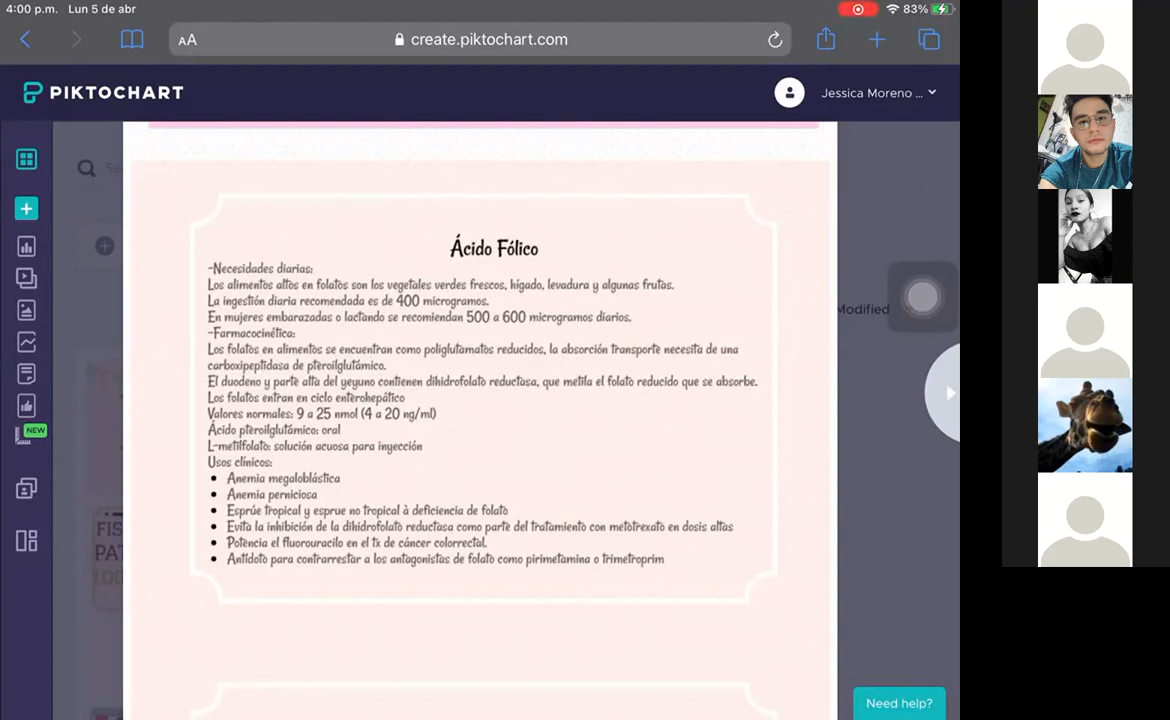 4:00 p.m. Lun 5 de abr
83%
AA
create.piktochart.com
PIKTOCHART
Jessica Moreno ...
Se
Ácido Fólico
-Necesidades diarias:
Los alimentos altos en folatos son los vegetales verdes frescos, hígado, levadura y algunas frutas.
La ingestión diaria recomendada es de 400 microgramos.
En mujeres embarazadas o lactando se recomiendan 500 a 600 microgramos diarios.
Modified
-Farmacocinética:
Los folatos en alimentos se encuentran como poliglutamatos reducidos, la absorción transporte necesita de una
carboxipeptidasa de pteroilglutámico.
El duodeno y parte alta del yeyuno contienen dihidrofolato reductasa, que metila el folato reducido que se absorbe.
Los folatos entran en ciclo enterohepático
Valores normales: 9 a 25 nmol (4 a 20 ng/ml)
Ácido pteroilglutámico: oral
NEW
L-metilfolato: solución acuosa para inyección
Usos clínicos:
Anemia megaloblástica
Anemia perniciosa
Esprúe tropical y esprue no tropical à deficiencia de folato
Evita la inhibición de la dihidrofolato reductasa como parte del tratamiento con metotrexato en dosis altas
Potencia el fluorouracilo en el tx de cáncer colorrectal.
Antídoto para contrarrestar a los antagonistas de folato como pirimetamina o trimetroprim
FIS
PAT
Need help?